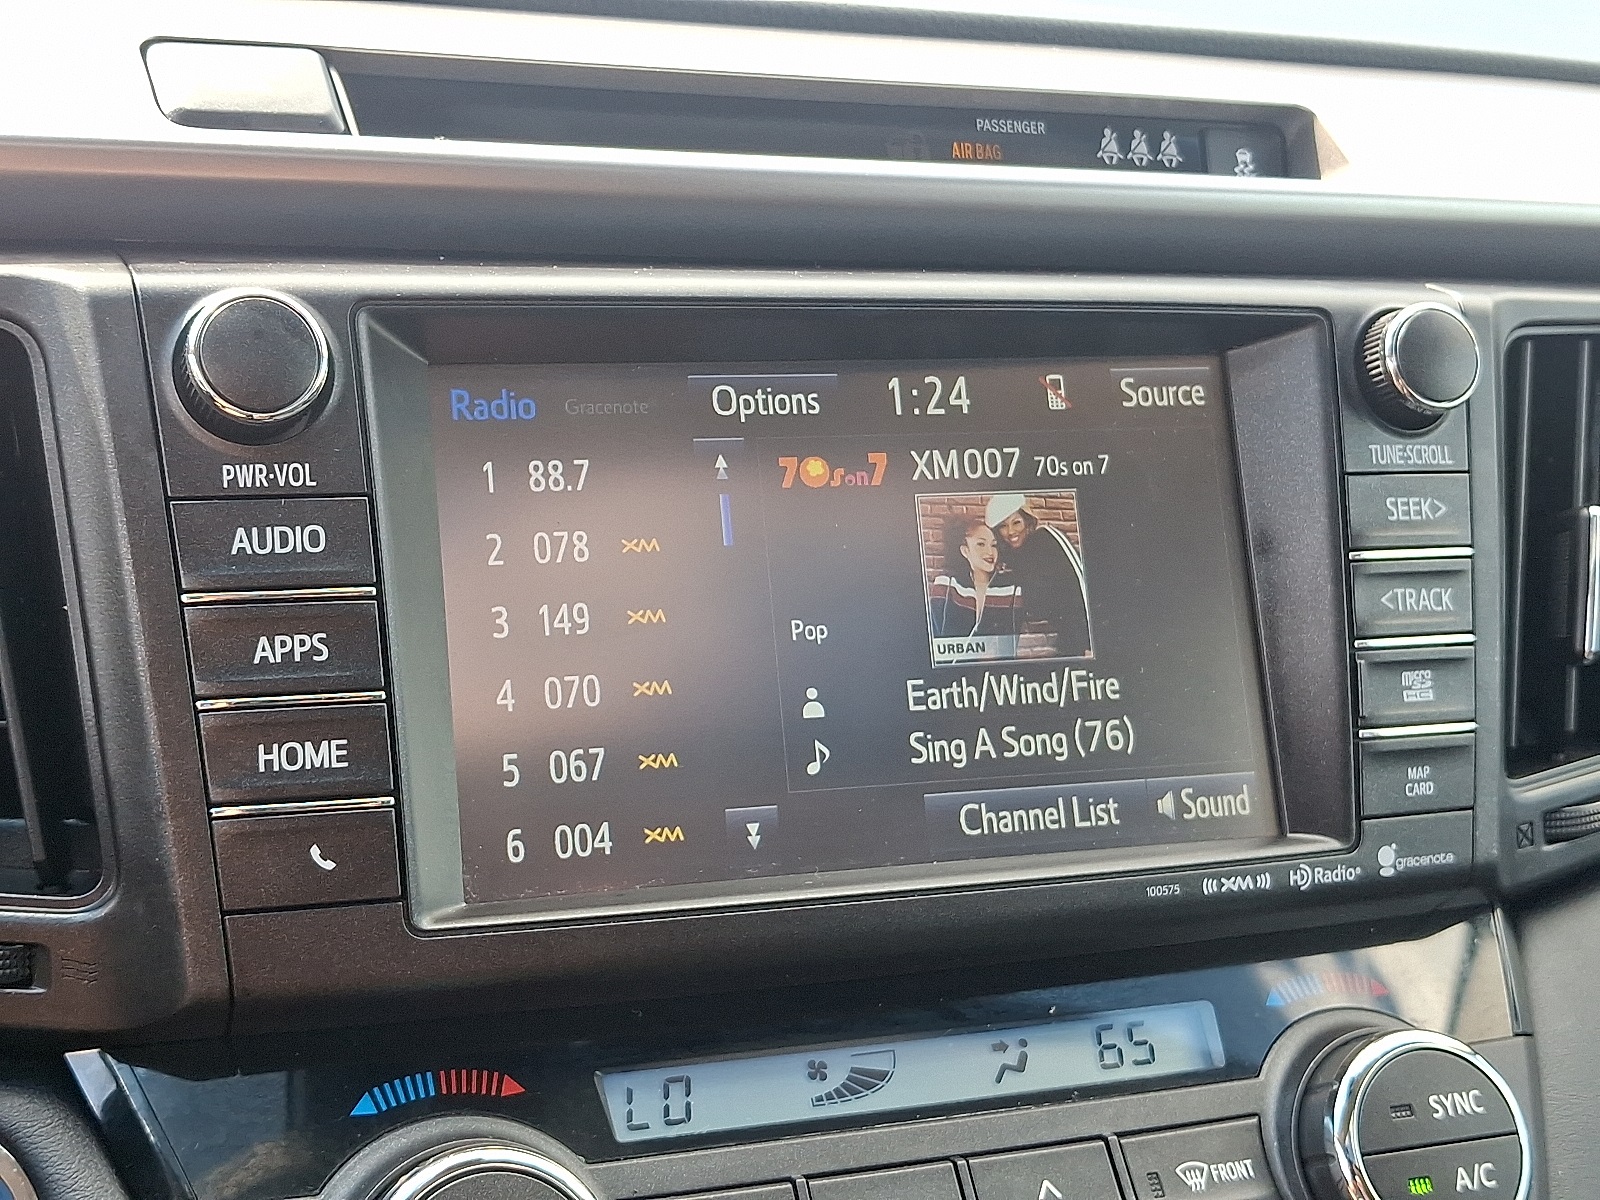 PASSENGER
AIR BAG
PWR·VOL
AUDIO
APPS
HOME
Radio Gracenote Options 1:24 Source
1 88.7
2 078 XM
3 149 XM
4 070 XM
5 067 XM
6 004 XM
70s on 7 XM007 70s on 7
URBAN
Pop
Earth/Wind/Fire
Sing A Song (76)
Channel List Sound
TUNE·SCROLL
SEEK>
<TRACK
micro
SD
HC
MAP
CARD
100575 ((XM)) HD Radio® gracenote
LO 65
SYNC
A/C
FRONT